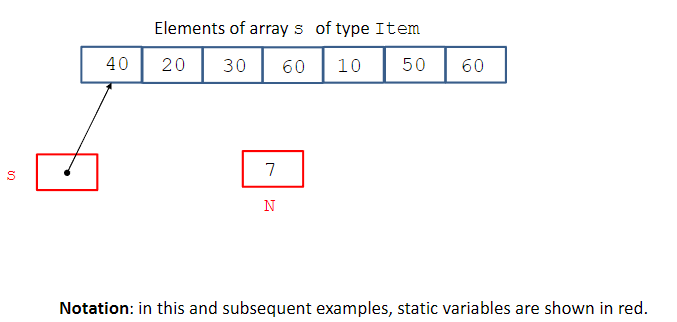 Elements of array s of type Item
40 20 30 60 10 50 60
s
7
N
Notation: in this and subsequent examples, static variables are shown in red.